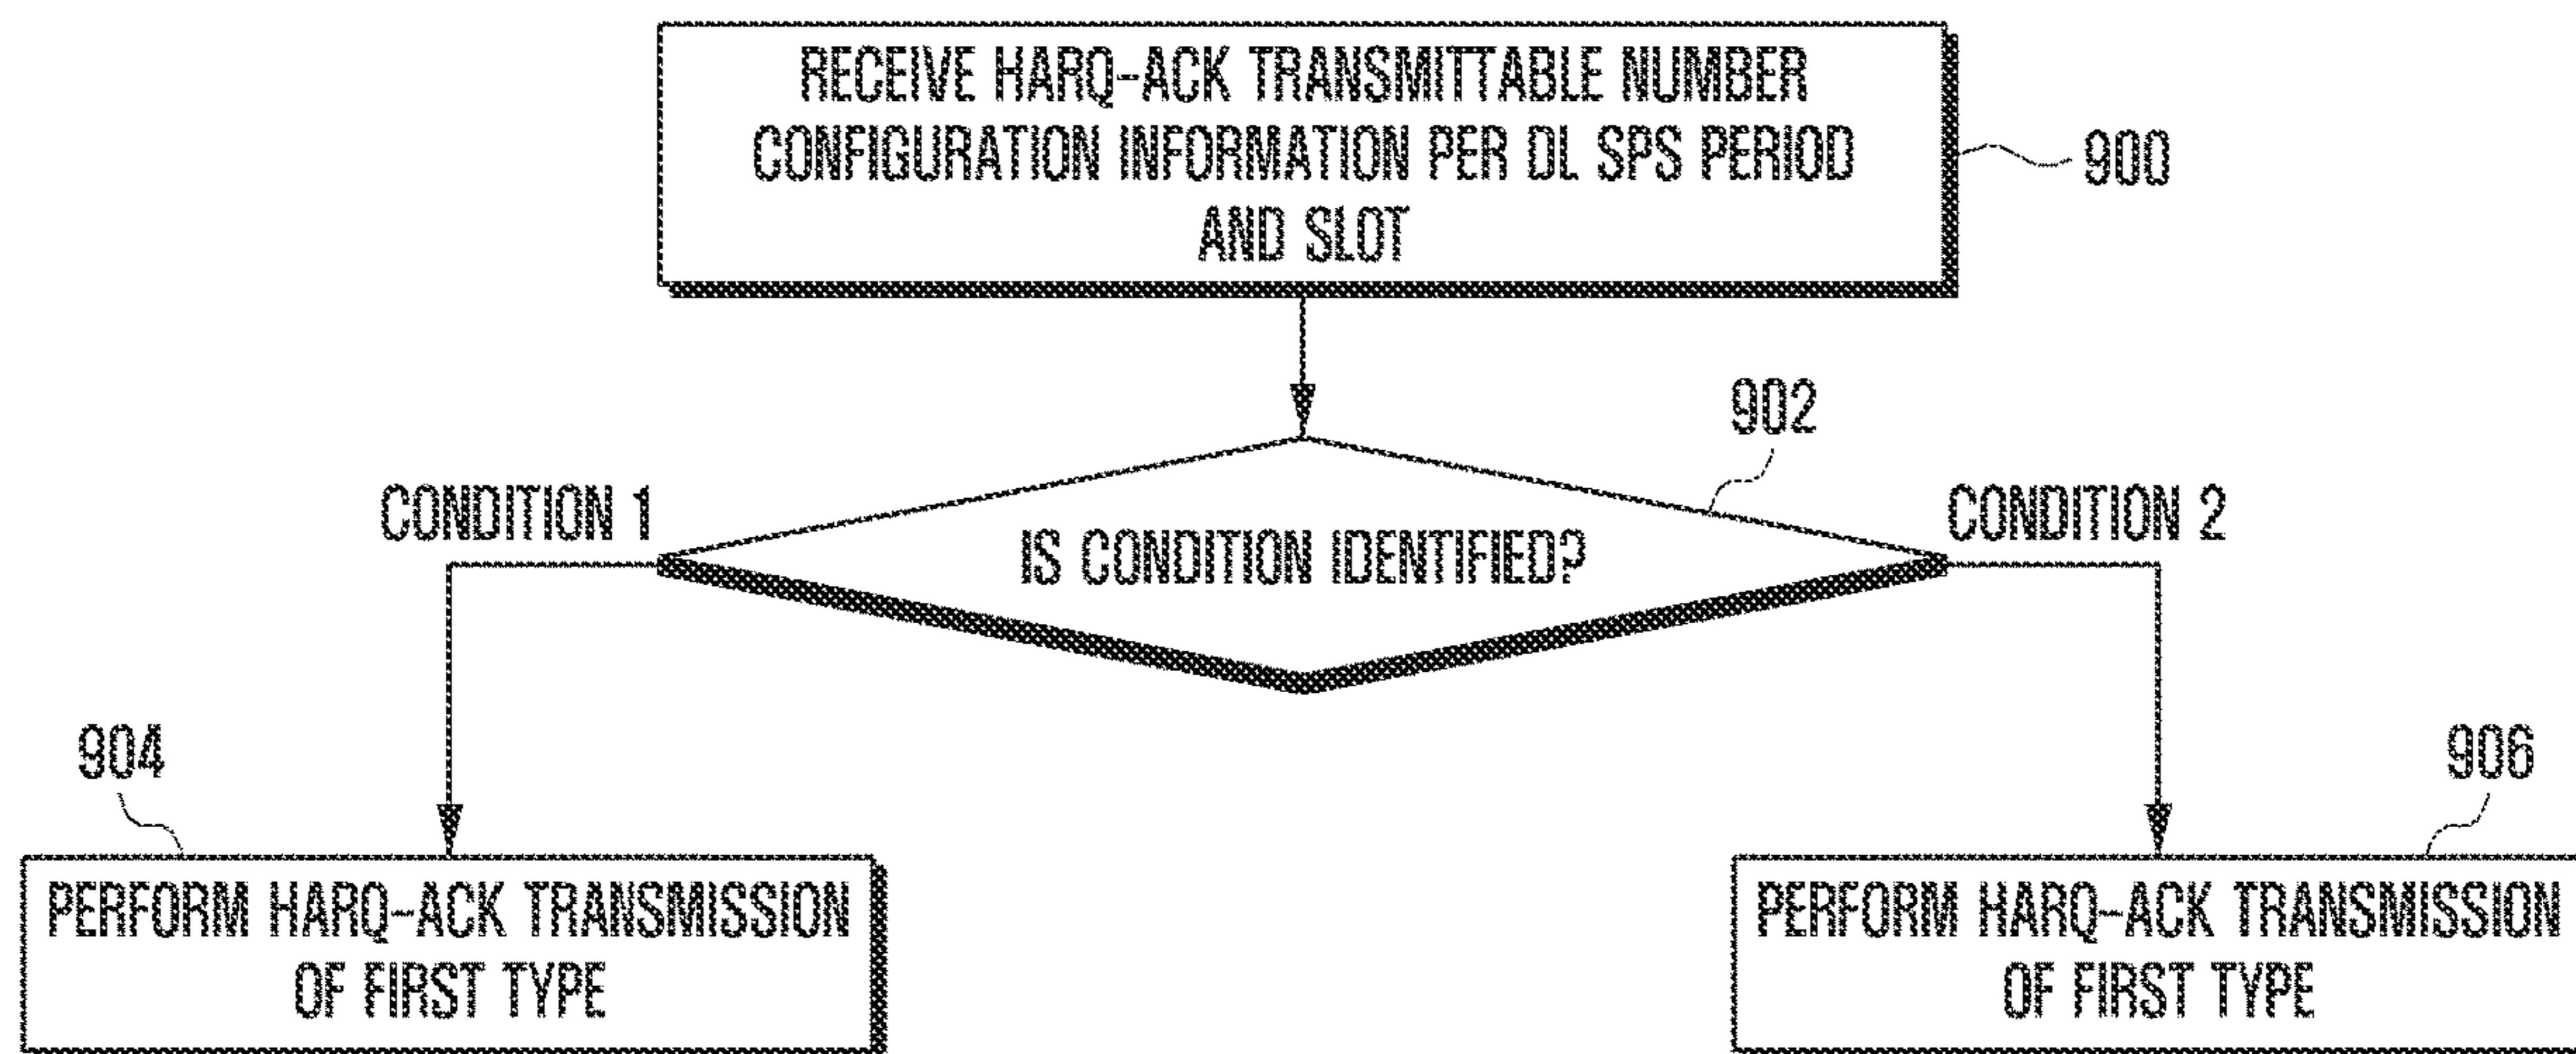 RECEIVE HARQ-ACK TRANSMITTABLE NUMBER
CONFIGURATION INFORMATION PER DL SPS PERIOD
AND SLOT
900
902
CONDITION 1
IS CONDITION IDENTIFIED?
CONDITION 2
904
PERFORM HARQ-ACK TRANSMISSION
OF FIRST TYPE
906
PERFORM HARQ-ACK TRANSMISSION
OF FIRST TYPE